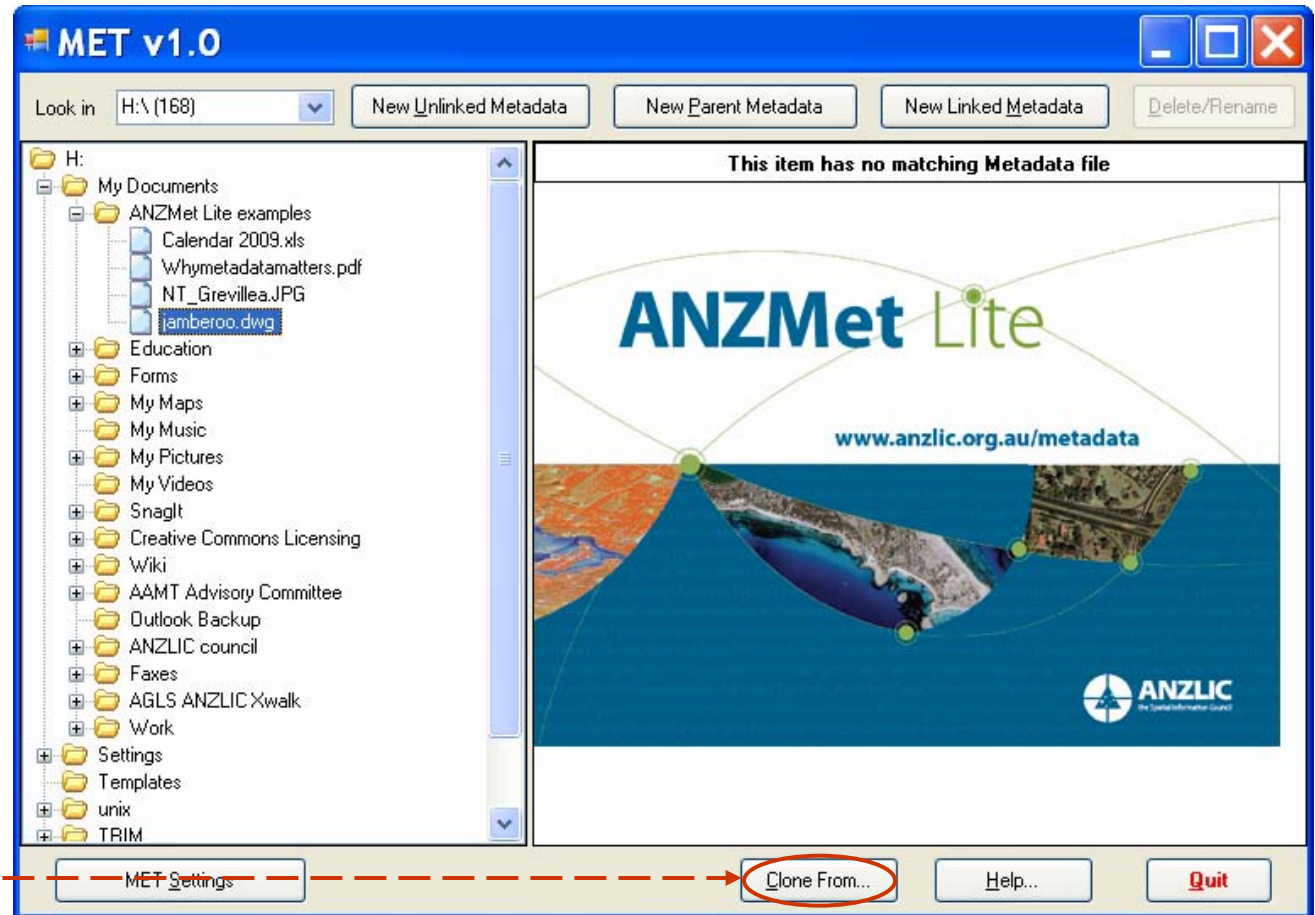 MET v1.0
Look in H:\ (168) New Unlinked Metadata New Parent Metadata New Linked Metadata Delete/Rename
H:
My Documents
ANZMet Lite examples
Calendar 2009.xls
Whymetadatamatters.pdf
NT_Grevillea.JPG
jamberoo.dwg
Education
Forms
My Maps
My Music
My Pictures
My Videos
SnagIt
Creative Commons Licensing
Wiki
AAMT Advisory Committee
Outlook Backup
ANZLIC council
Faxes
AGLS ANZLIC Xwalk
Work
Settings
Templates
unix
TRIM
This item has no matching Metadata file
ANZMet Lite
www.anzlic.org.au/metadata
ANZLIC
the Spatial Information Council
MET Settings Clone From... Help... Quit